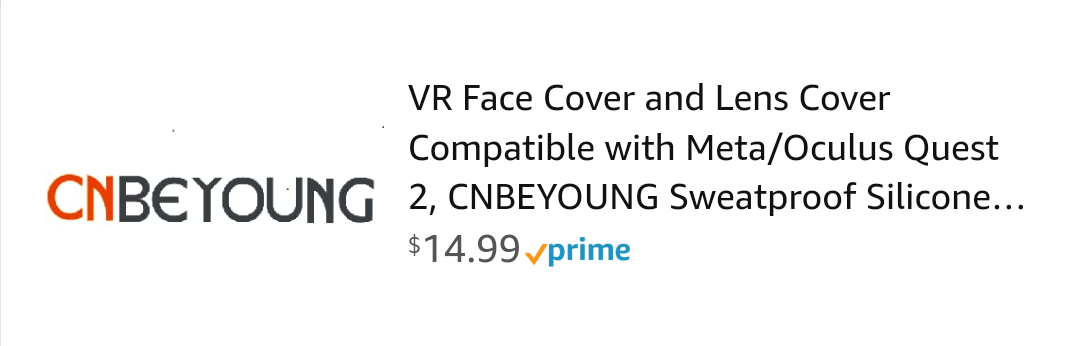 CNBEYOUNG
VR Face Cover and Lens Cover
Compatible with Meta/Oculus Quest
2, CNBEYOUNG Sweatproof Silicone...
$14.99 prime